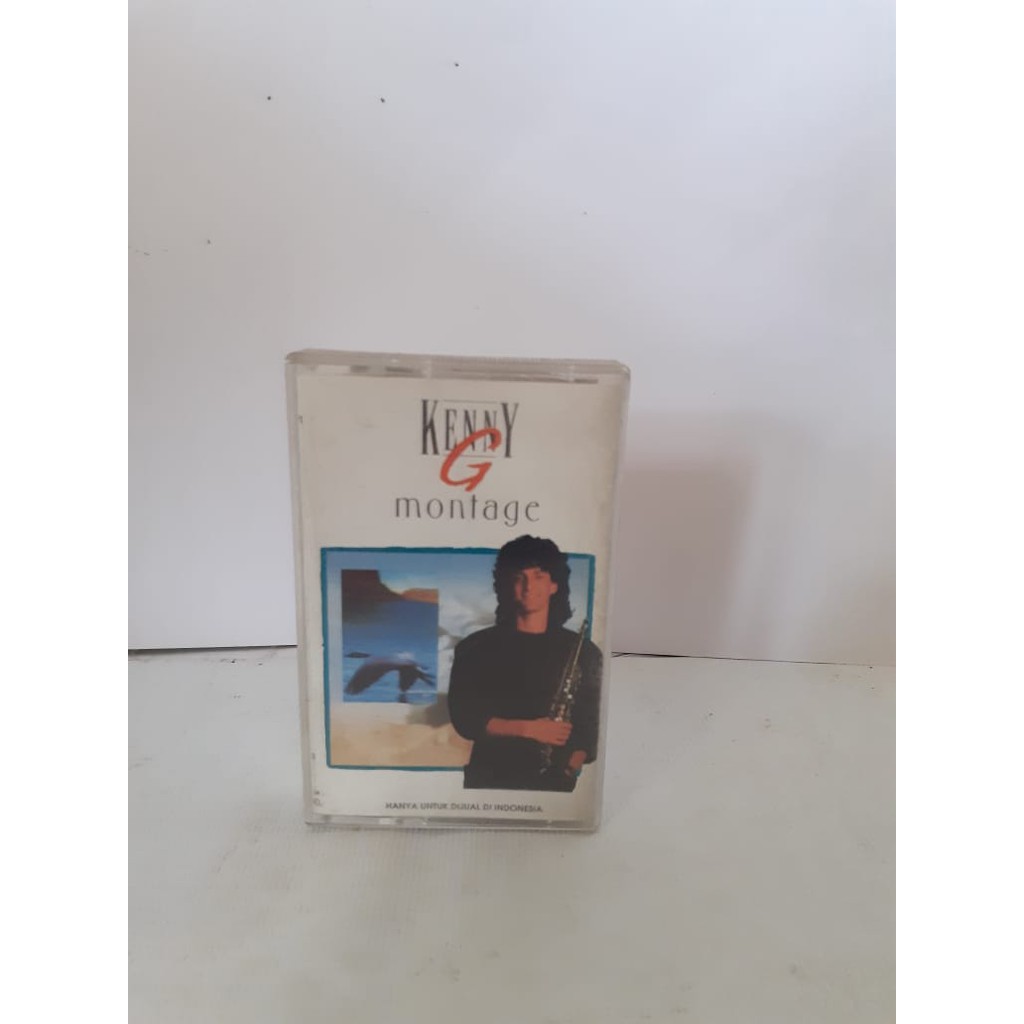 KENNY
G
montage
HANYA UNTUK DIJUAL DI INDONESIA